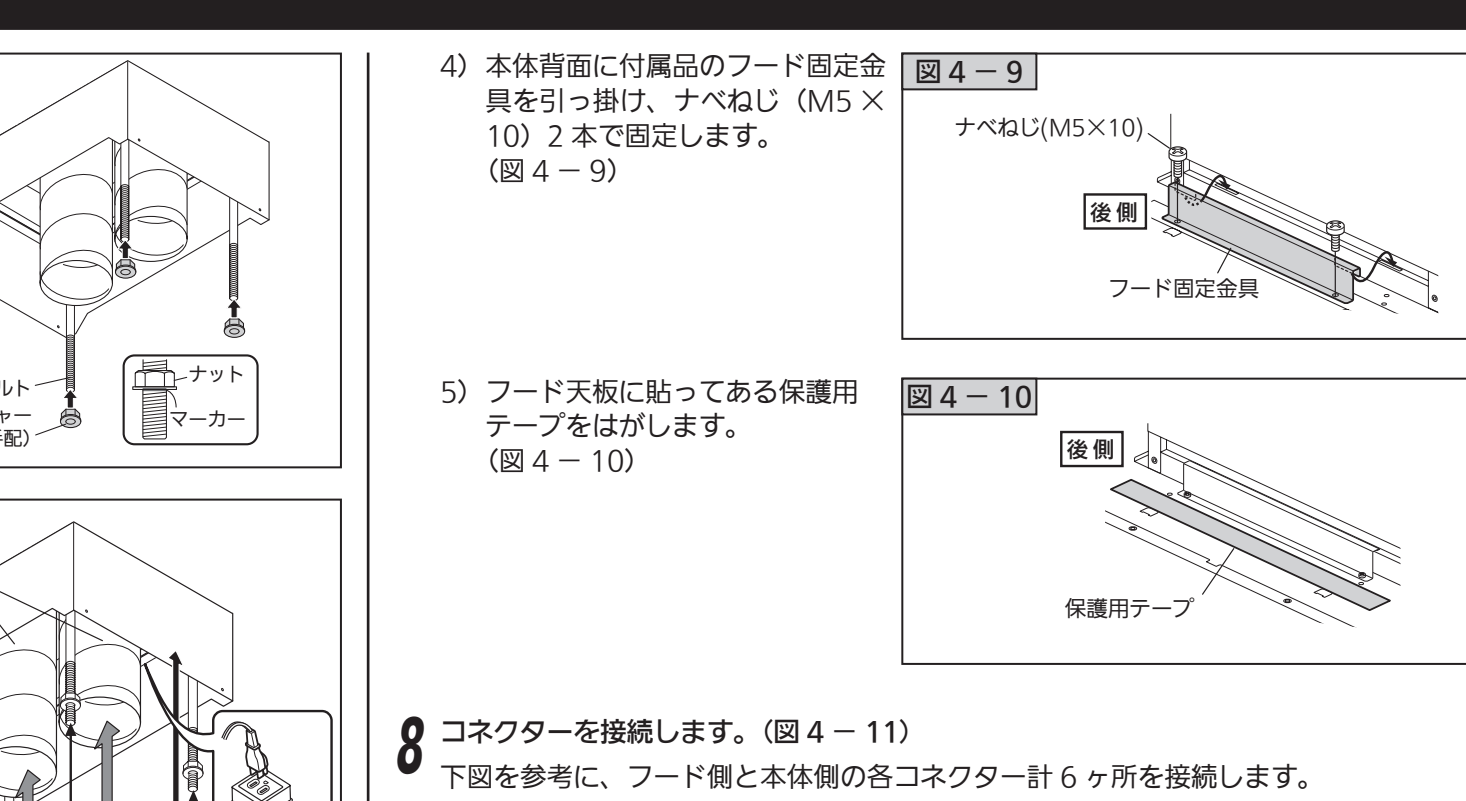 ナット
マーカー
ルト
ャー
手配）
4）本体背面に付属品のフード固定金
具を引っ掛け、ナベねじ（M5 ×
10）2 本で固定します。
（図 4 － 9）
図 4 － 9
ナベねじ(M5×10)
後側
フード固定金具
5）フード天板に貼ってある保護用
テープをはがします。
（図 4 － 10）
図 4 － 10
後側
保護用テープ
8 コネクターを接続します。（図 4 － 11）
下図を参考に、フード側と本体側の各コネクター計 6 ヶ所を接続します。